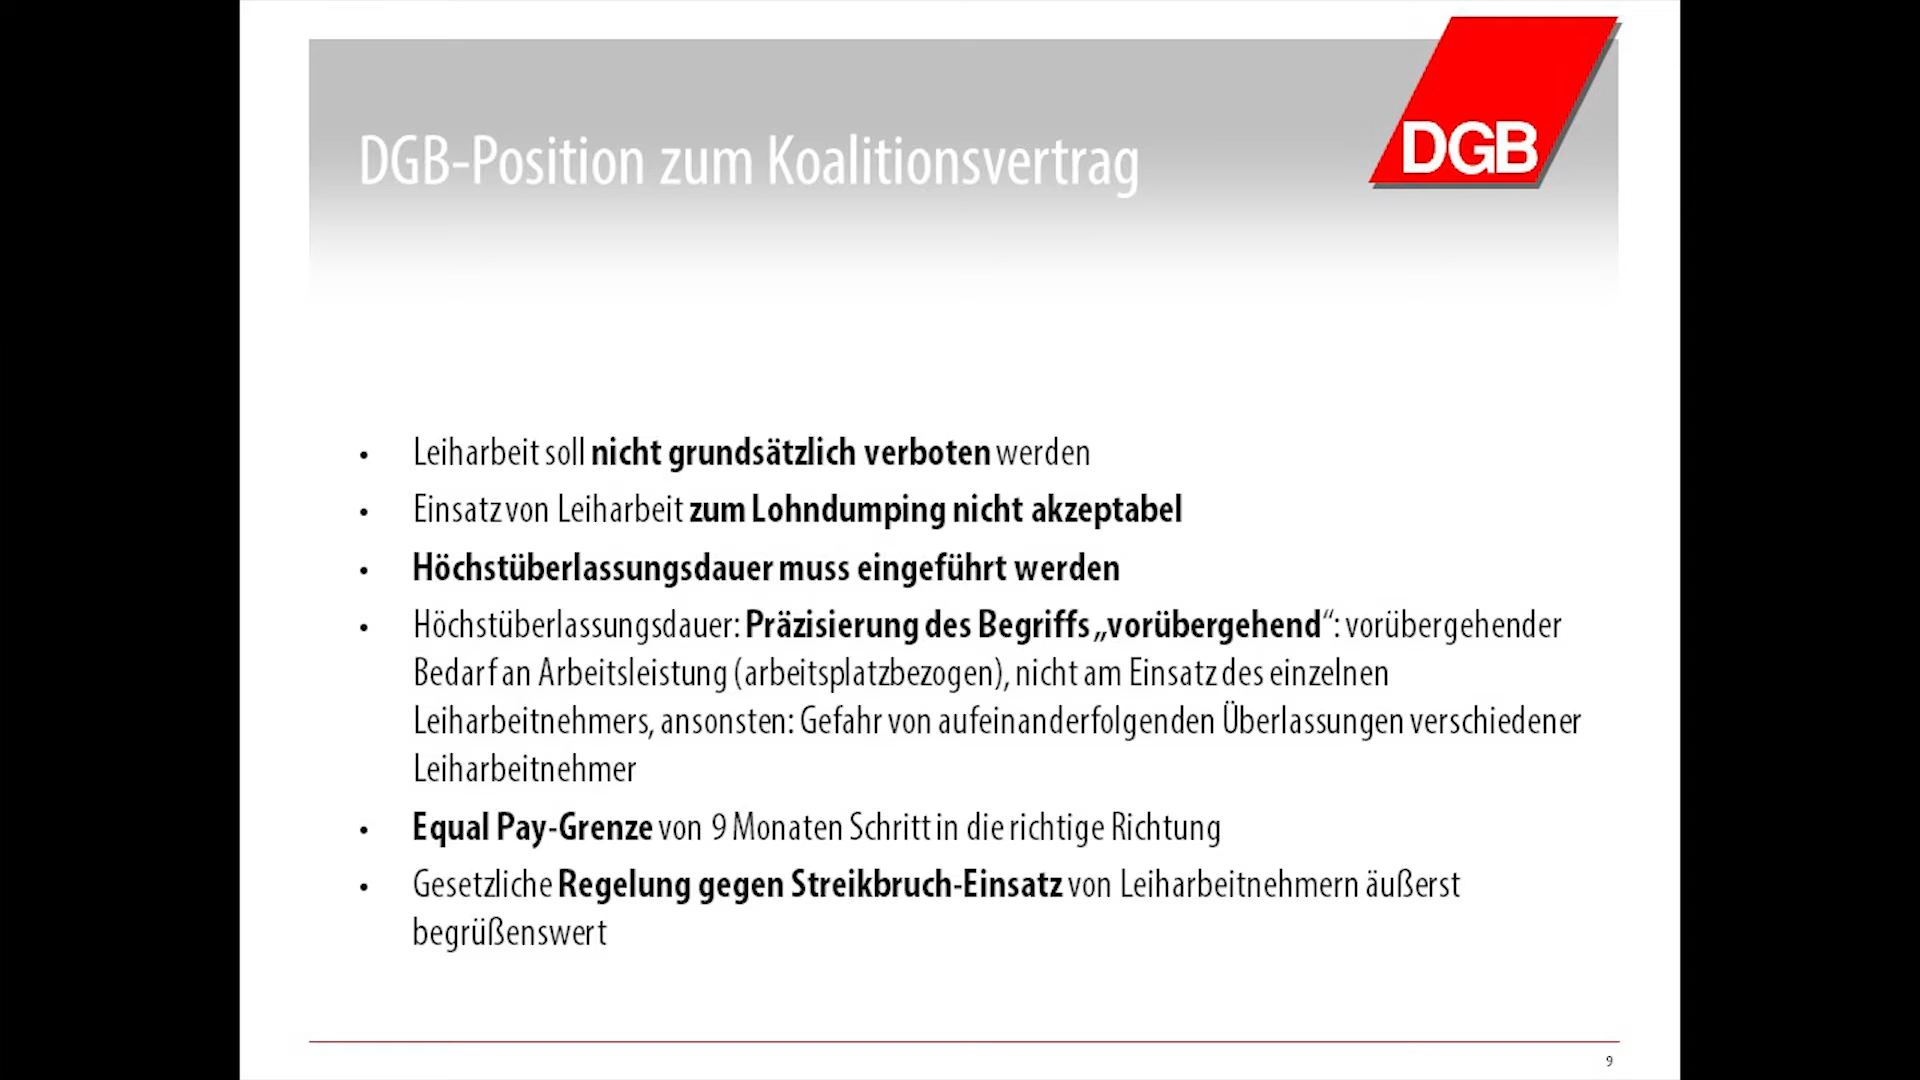 DGB-Position zum Koalitionsvertrag
DGB
• Leiharbeit soll nicht grundsätzlich verboten werden
• Einsatz von Leiharbeit zum Lohndumping nicht akzeptabel
• Höchstüberlassungsdauer muss eingeführt werden
• Höchstüberlassungsdauer: Präzisierung des Begriffs „vorübergehend“: vorübergehender
Bedarf an Arbeitsleistung (arbeitsplatzbezogen), nicht am Einsatz des einzelnen
Leiharbeitnehmers, ansonsten: Gefahr von aufeinanderfolgenden Überlassungen verschiedener
Leiharbeitnehmer
• Equal Pay-Grenze von 9 Monaten Schritt in die richtige Richtung
• Gesetzliche Regelung gegen Streikbruch-Einsatz von Leiharbeitnehmern äußerst
begrüßenswert
9